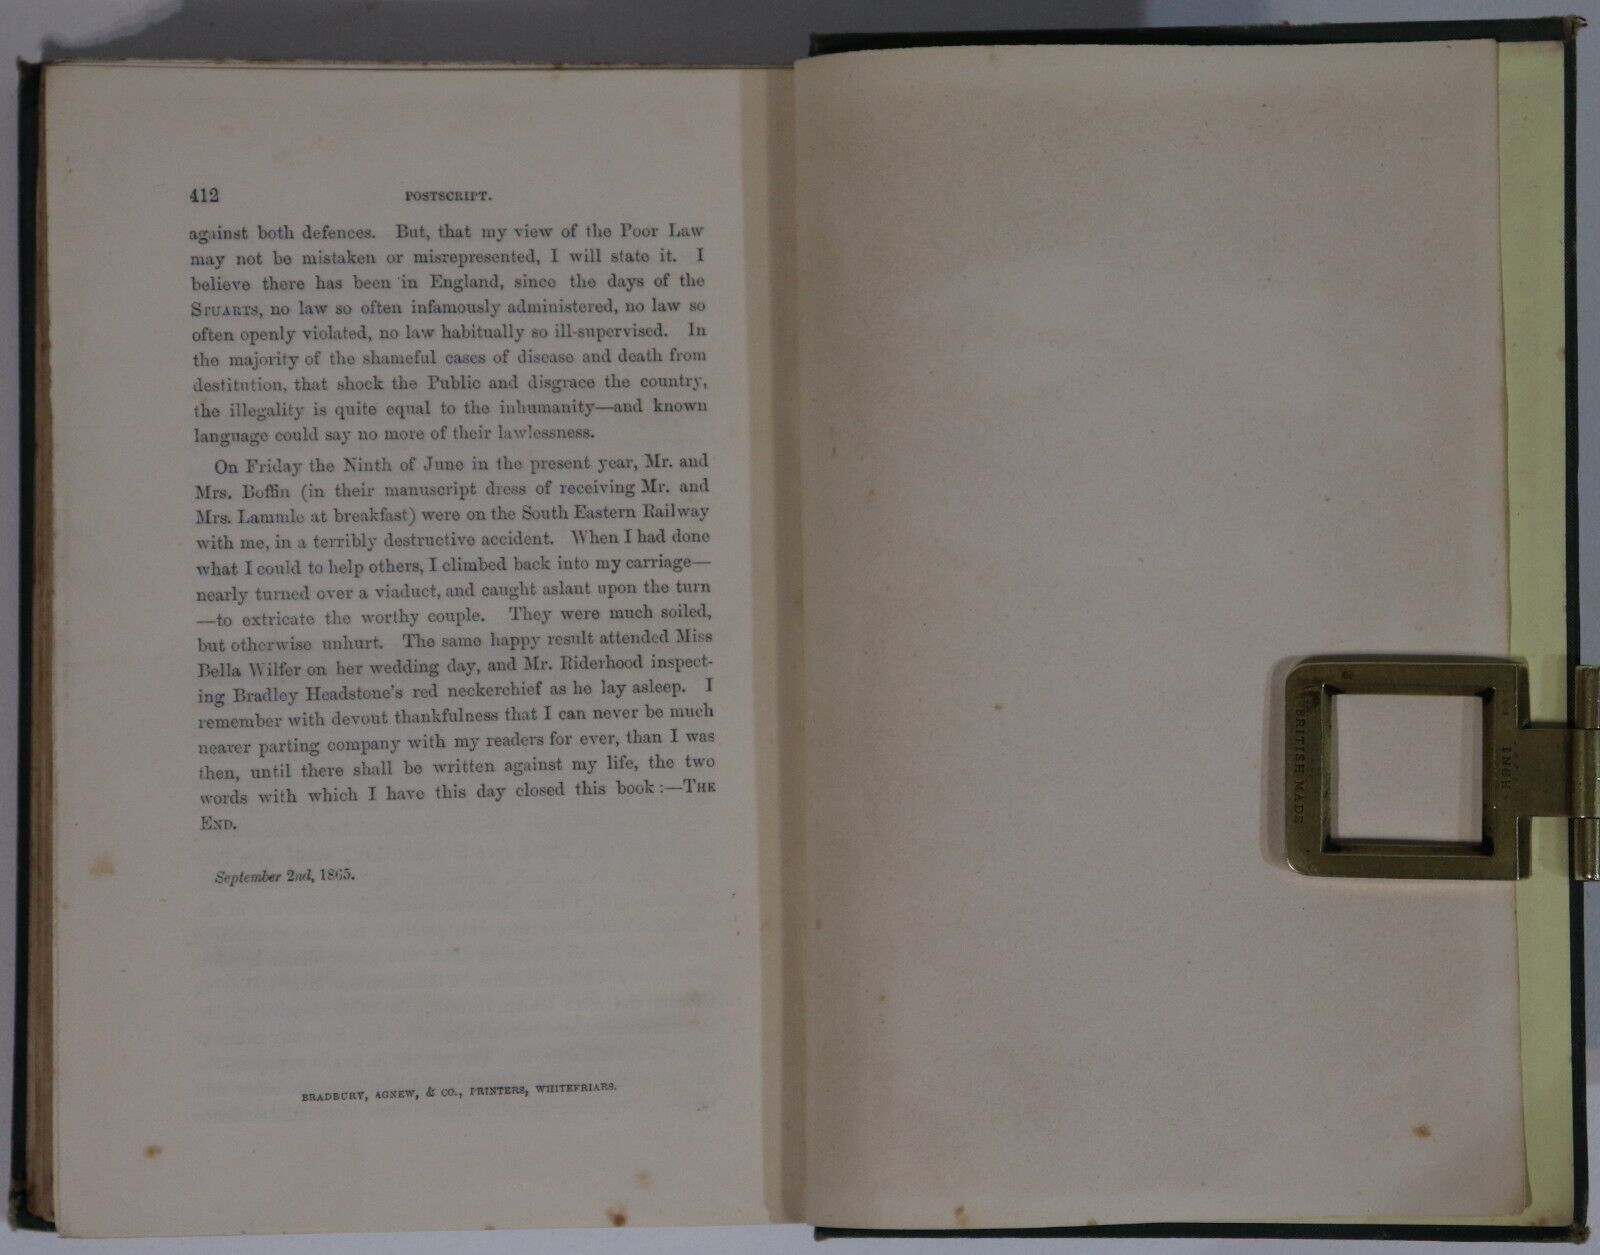 412 POSTSCRIPT.
against both defences. But, that my view of the Poor Law
may not be mistaken or misrepresented, I will state it. I
believe there has been in England, since the days of the
STUARTS, no law so often infamously administered, no law so
often openly violated, no law habitually so ill-supervised. In
the majority of the shameful cases of disease and death from
destitution, that shock the Public and disgrace the country,
the illegality is quite equal to the inhumanity—and known
language could say no more of their lawlessness.
On Friday the Ninth of June in the present year, Mr. and
Mrs. Boffin (in their manuscript dress of receiving Mr. and
Mrs. Lammle at breakfast) were on the South Eastern Railway
with me, in a terribly destructive accident. When I had done
what I could to help others, I climbed back into my carriage—
nearly turned over a viaduct, and caught aslant upon the turn
—to extricate the worthy couple. They were much soiled,
but otherwise unhurt. The same happy result attended Miss
Bella Wilfer on her wedding day, and Mr. Riderhood inspect-
ing Bradley Headstone's red neckerchief as he lay asleep. I
remember with devout thankfulness that I can never be much
nearer parting company with my readers for ever, than I was
then, until there shall be written against my life, the two
words with which I have this day closed this book:—THE
END.
September 2nd, 1865.
BRADBURY, AGNEW, & CO., PRINTERS, WHITEFRIARS.
BRITISH MADE